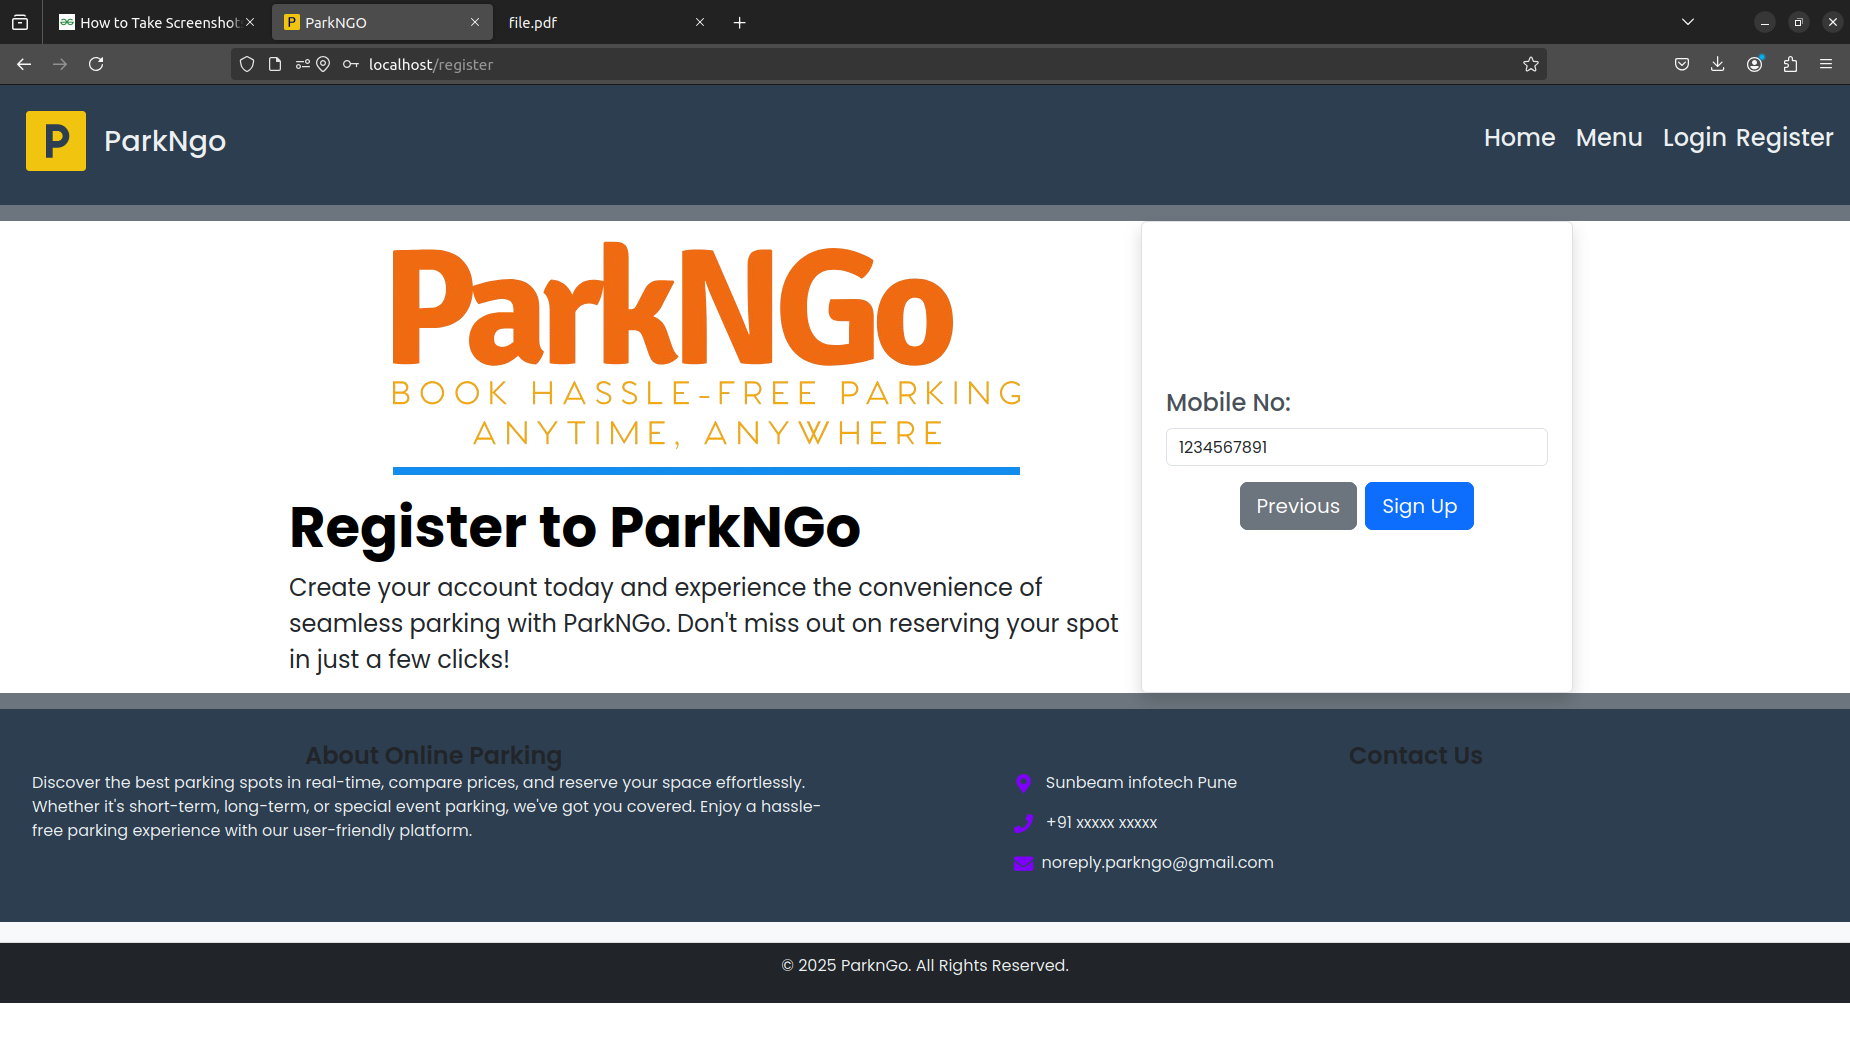 How to Take Screenshot
ParkNGO
file.pdf
localhost/register
P
ParkNgo
Home
Menu
Login
Register
ParkNGo
BOOK HASSLE-FREE PARKING
ANYTIME, ANYWHERE
Register to ParkNGo
Create your account today and experience the convenience of
seamless parking with ParkNGo. Don't miss out on reserving your spot
in just a few clicks!
Mobile No:
1234567891
Previous
Sign Up
About Online Parking
Discover the best parking spots in real-time, compare prices, and reserve your space effortlessly.
Whether it's short-term, long-term, or special event parking, we've got you covered. Enjoy a hassle-
free parking experience with our user-friendly platform.
Contact Us
Sunbeam infotech Pune
+91 xxxxx xxxxx
noreply.parkngo@gmail.com
© 2025 ParknGo. All Rights Reserved.